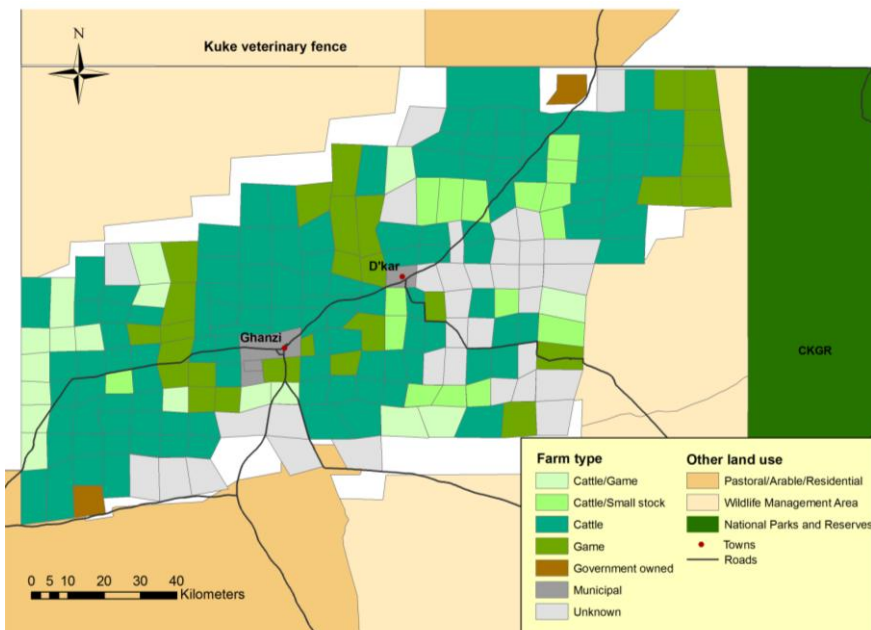 Kuke veterinary fence
N
D'kar
Ghanzi
CKGR
Farm type
Cattle/Game
Cattle/Small stock
Cattle
Game
Government owned
Municipal
Unknown
Other land use
Pastoral/Arable/Residential
Wildlife Management Area
National Parks and Reserves
Towns
Roads
0 5 10 20 30 40
Kilometers